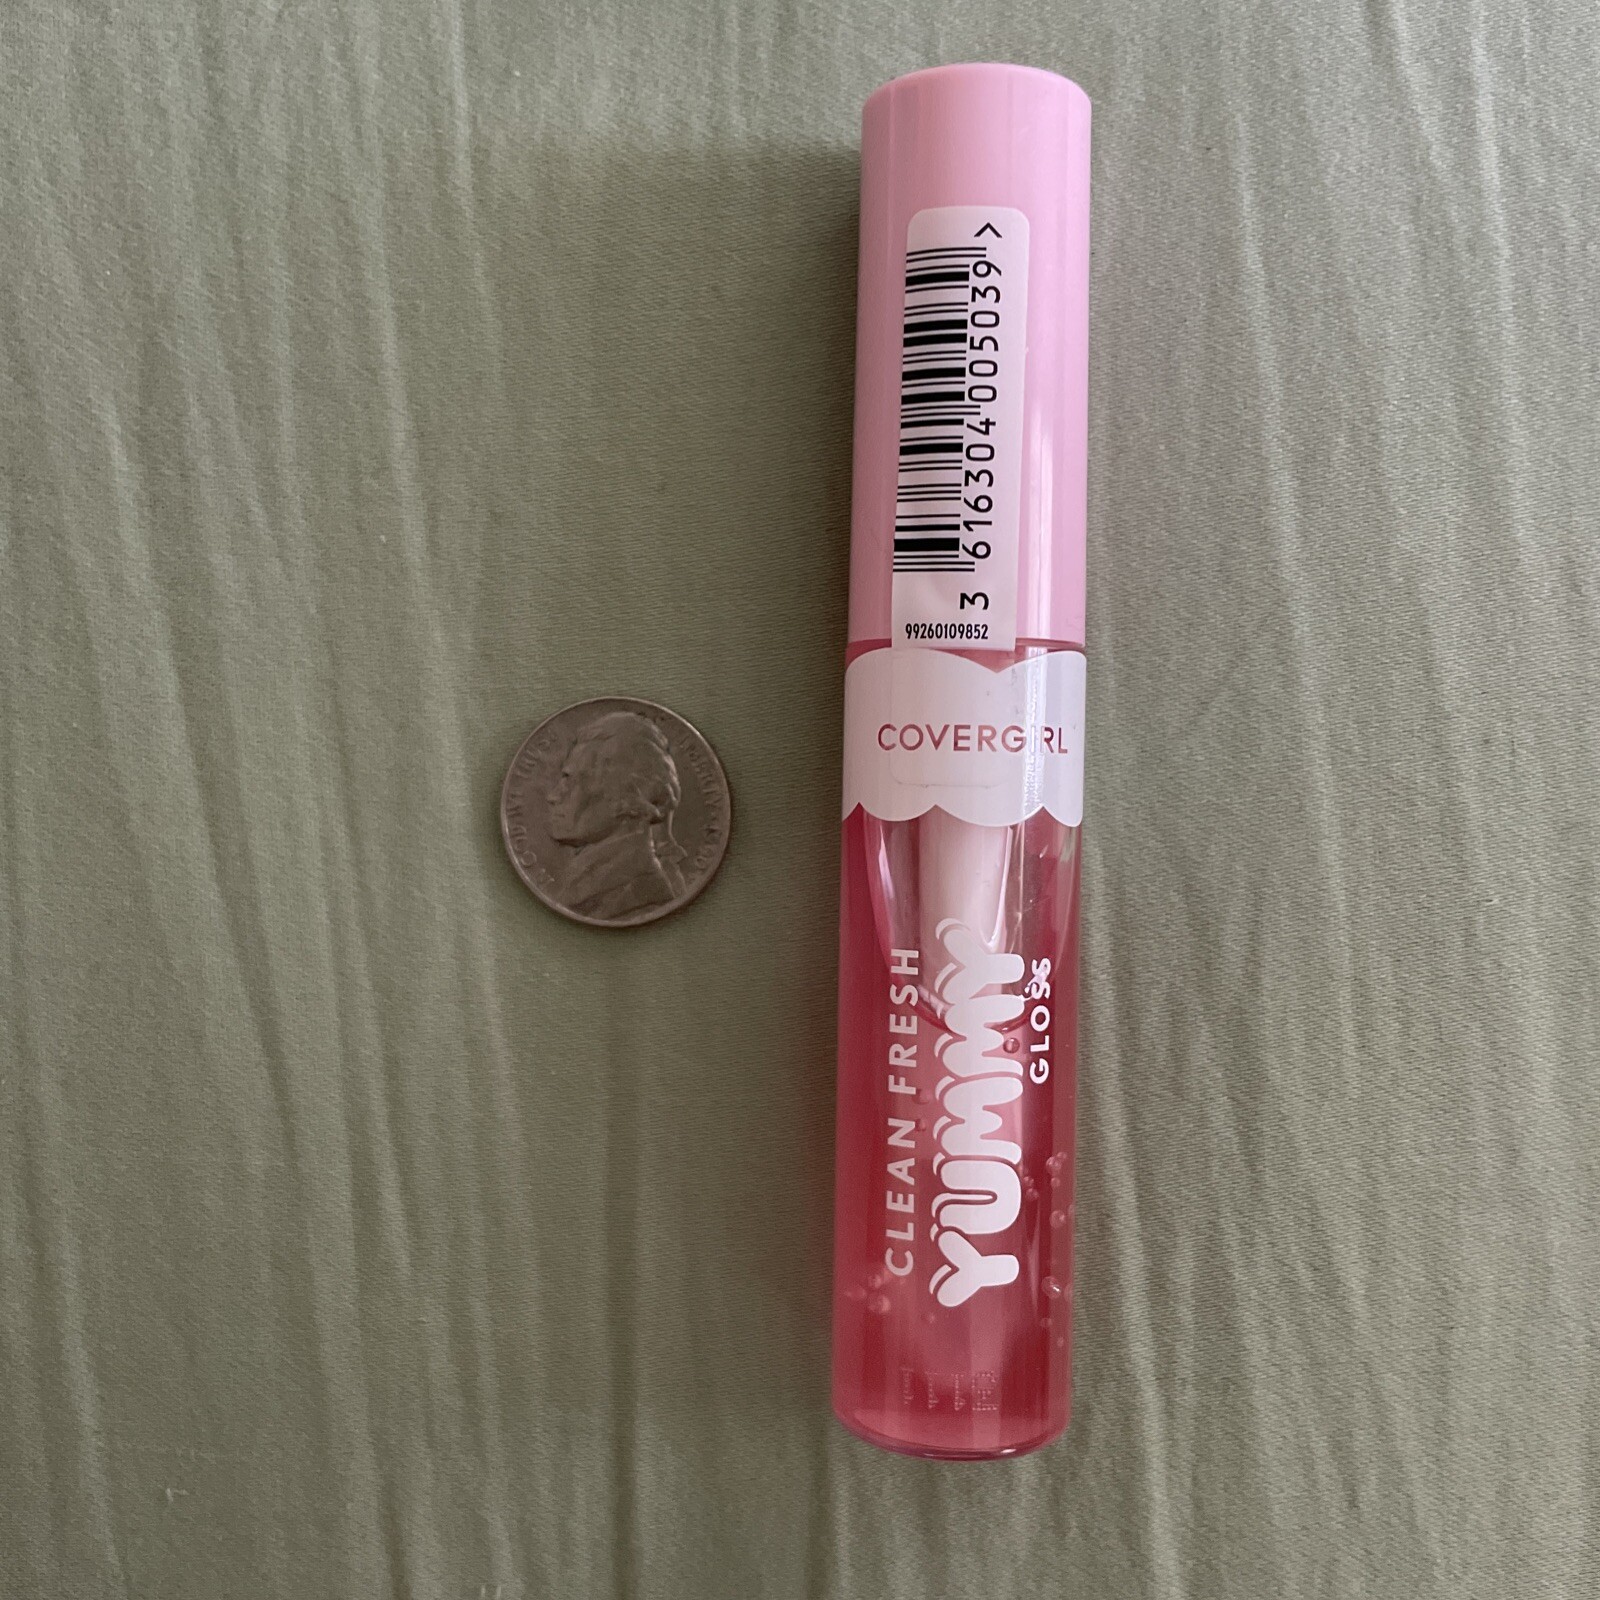 3 616304 005039 >
99260109852
COVERGIRL
CLEAN FRESH
YUMMY
GLOSS